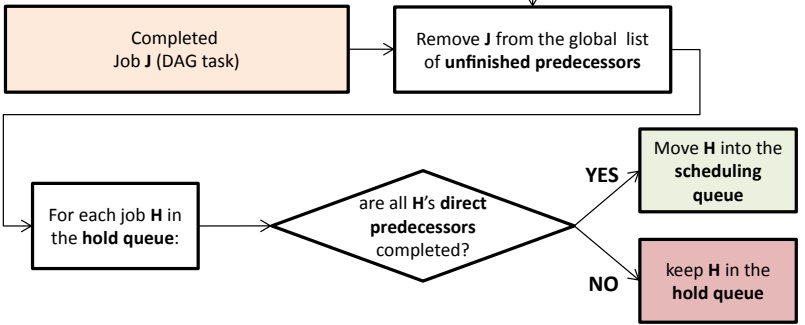 Completed
Job J (DAG task)
Remove J from the global list
of unfinished predecessors
For each job H in
the hold queue:
are all H's direct
predecessors
completed?
YES
Move H into the
scheduling
queue
NO
keep H in the
hold queue